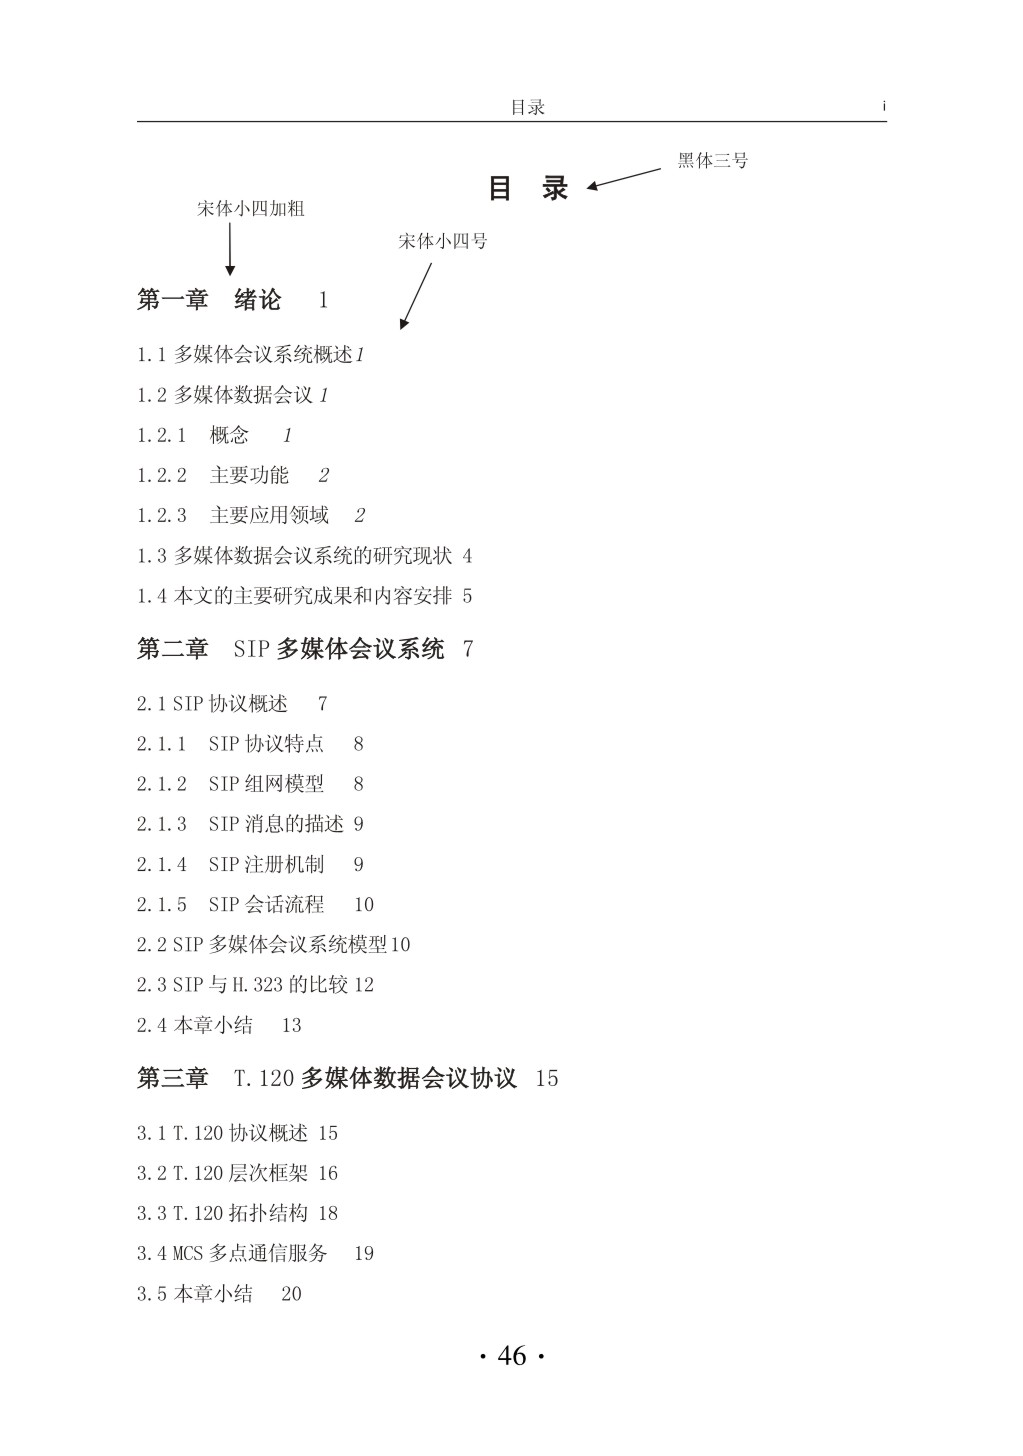 目录 i
黑体三号
目 录
宋体小四加粗
宋体小四号
第一章 绪论 1
1.1 多媒体会议系统概述 1
1.2 多媒体数据会议 1
1.2.1 概念 1
1.2.2 主要功能 2
1.2.3 主要应用领域 2
1.3 多媒体数据会议系统的研究现状 4
1.4 本文的主要研究成果和内容安排 5
第二章 SIP 多媒体会议系统 7
2.1 SIP 协议概述 7
2.1.1 SIP 协议特点 8
2.1.2 SIP 组网模型 8
2.1.3 SIP 消息的描述 9
2.1.4 SIP 注册机制 9
2.1.5 SIP 会话流程 10
2.2 SIP 多媒体会议系统模型 10
2.3 SIP 与 H.323 的比较 12
2.4 本章小结 13
第三章 T.120 多媒体数据会议协议 15
3.1 T.120 协议概述 15
3.2 T.120 层次框架 16
3.3 T.120 拓扑结构 18
3.4 MCS 多点通信服务 19
3.5 本章小结 20
· 46 ·